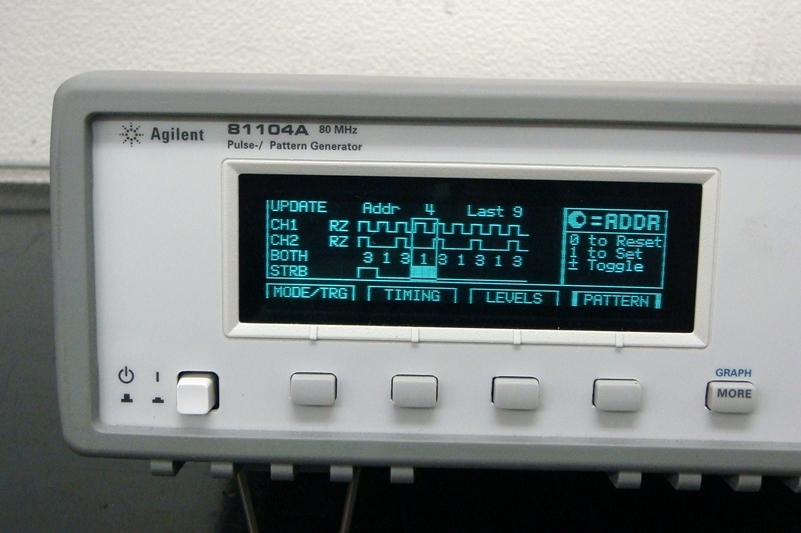 Agilent
81104A 80 MHz
Pulse-/ Pattern Generator
UPDATE Addr 4 Last 9
CH1 RZ
CH2 RZ
BOTH 3 1 3 1 3 1 3 1 3
STRB
=ADDR
0 to Reset
1 to Set
± Toggle
MODE/TRG TIMING LEVELS PATTERN
GRAPH
MORE